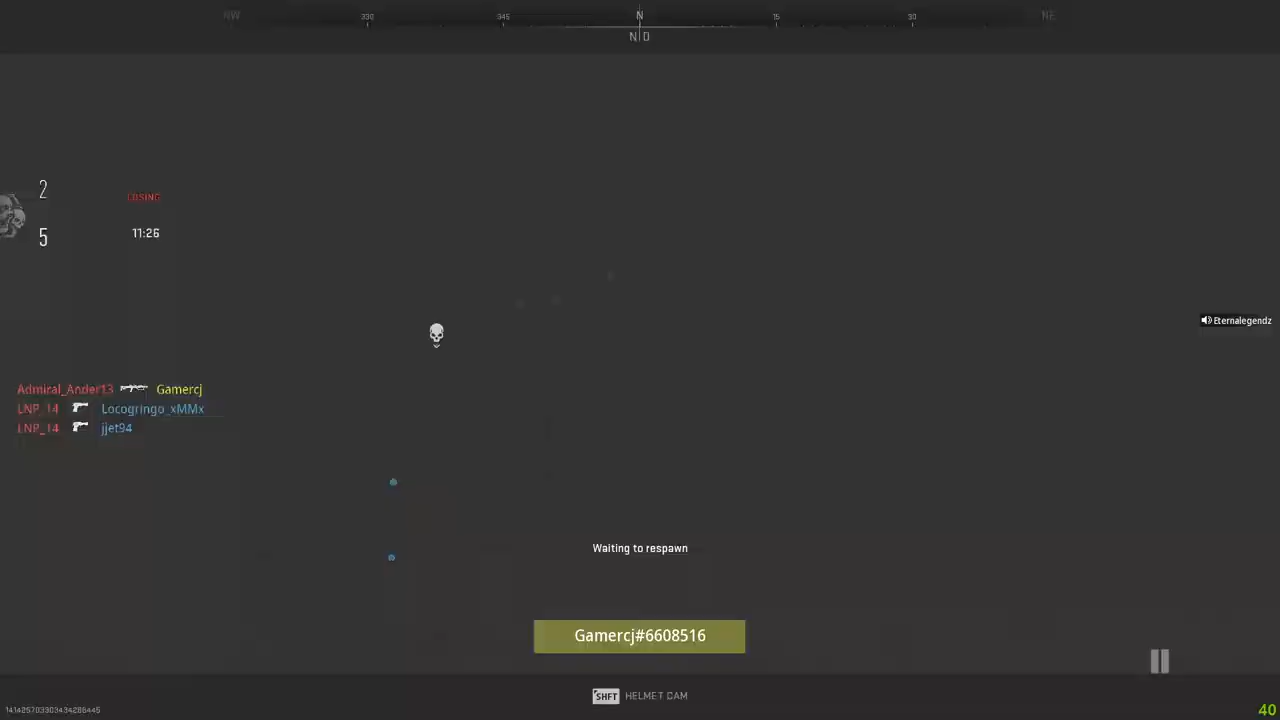 NW 330 345 N 15 30 NE
N|D
2
LOSING
5
11:26
Eternalegendz
Admiral_Ander13 Gamercj
LNP_14 Locogringo_xMMx
LNP_14 jjet94
Waiting to respawn
Gamercj#6608516
SHFT HELMET CAM
40